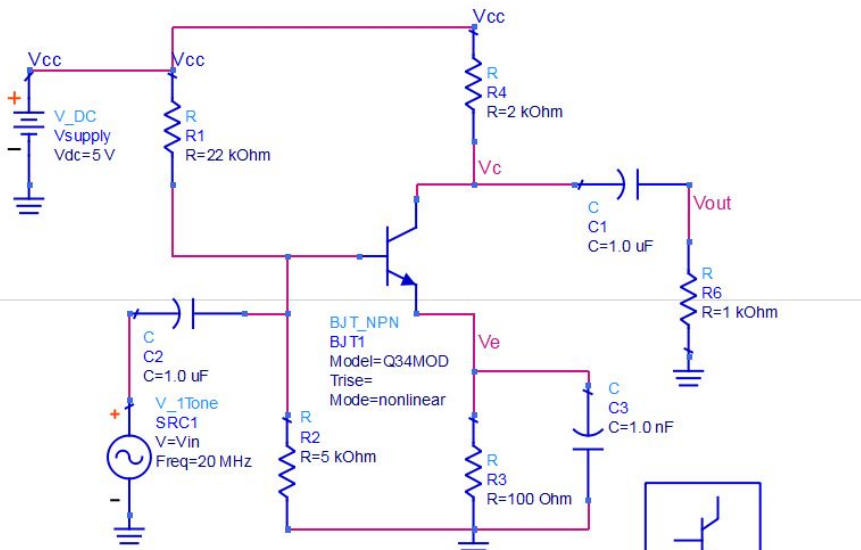 Vcc
Vcc
Vcc
+
V_DC
Vsupply
Vdc=5 V
R
R1
R=22 kOhm
R
R4
R=2 kOhm
Vc
C
C1
C=1.0 uF
Vout
R
R6
R=1 kOhm
C
C2
C=1.0 uF
BJT_NPN
BJT1
Model=Q34MOD
Trise=
Mode=nonlinear
Ve
C
C3
C=1.0 nF
+
V_1Tone
SRC1
V=Vin
Freq=20 MHz
R
R2
R=5 kOhm
R
R3
R=100 Ohm